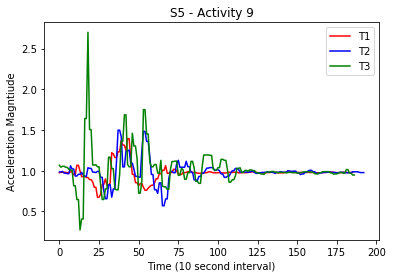 S5 - Activity 9
T1
T2
T3
2.5
2.0
1.5
1.0
0.5
Acceleration Magntiude
0 25 50 75 100 125 150 175 200
Time (10 second interval)